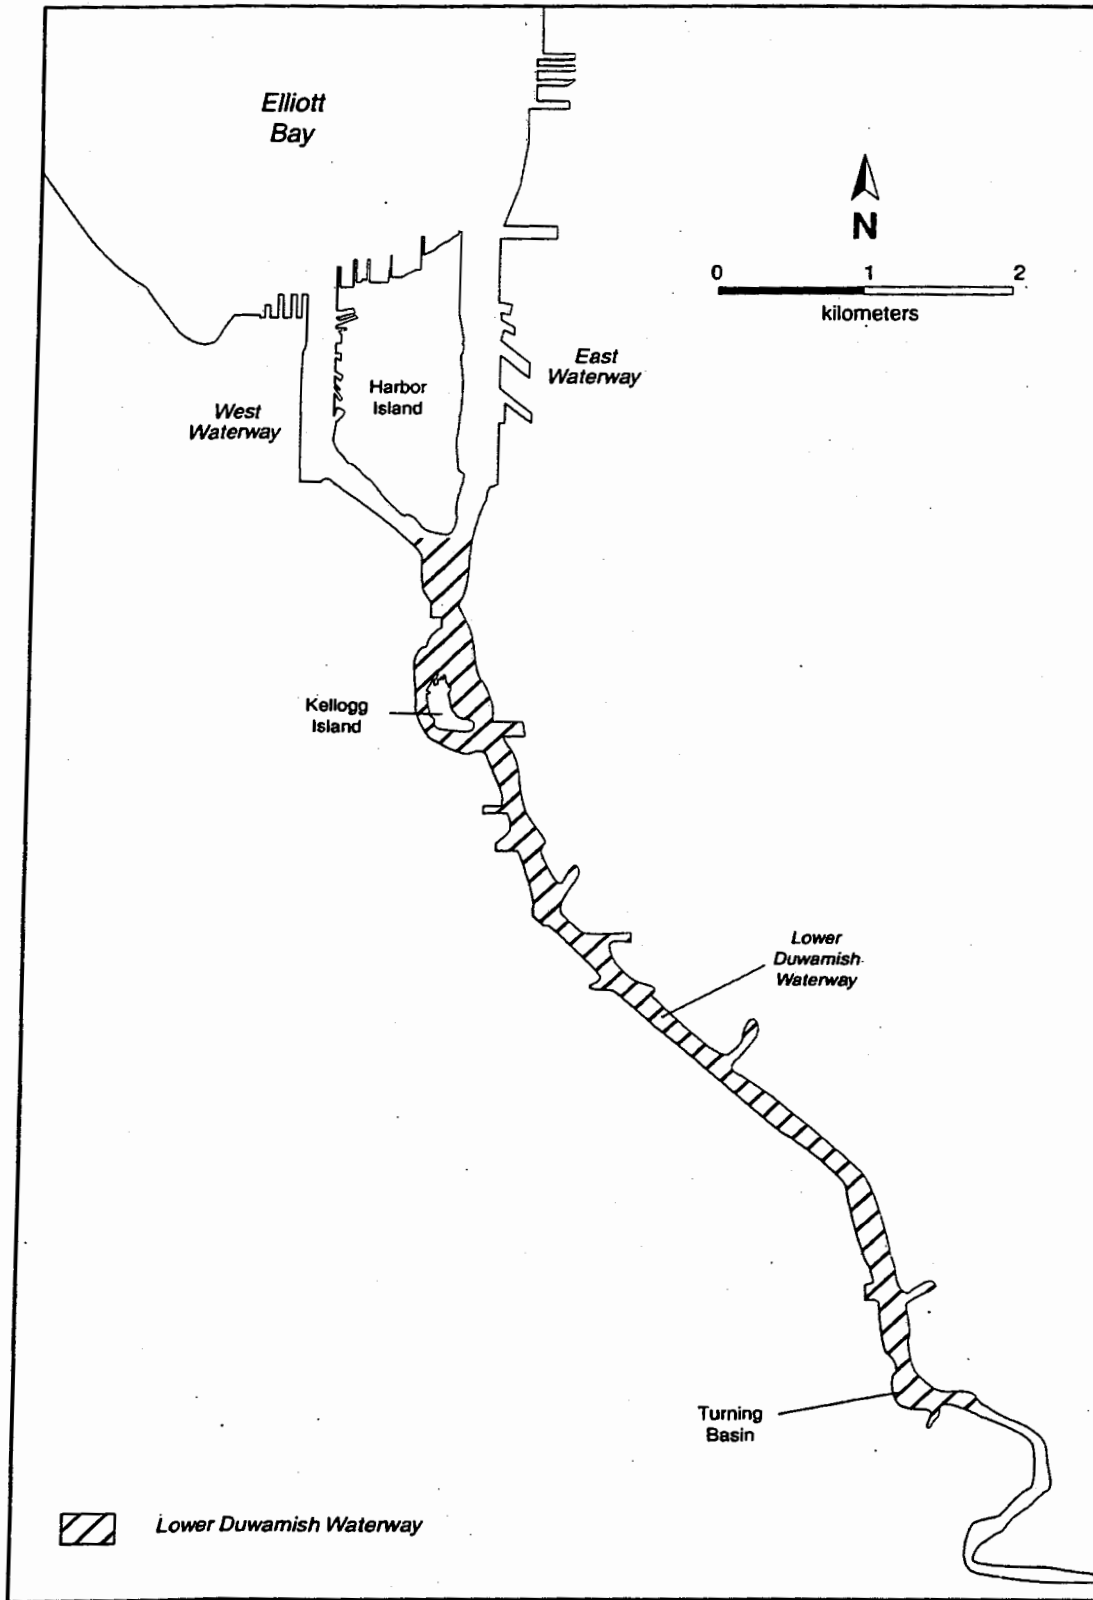 Elliott
Bay
N
0 1 2
kilometers
East
Waterway
Harbor
Island
West
Waterway
Kellogg
Island
Lower
Duwamish
Waterway
Turning
Basin
Lower Duwamish Waterway